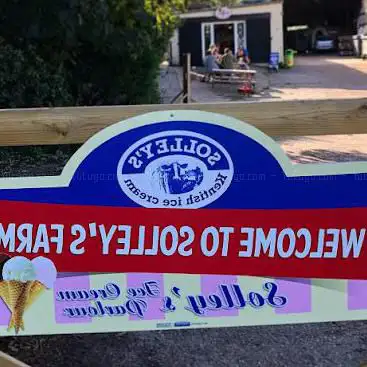 SOLLEY'S
Kentish ice cream
WELCOME TO SOLLEY'S FARM
Solley's Ice Cream
Parlour